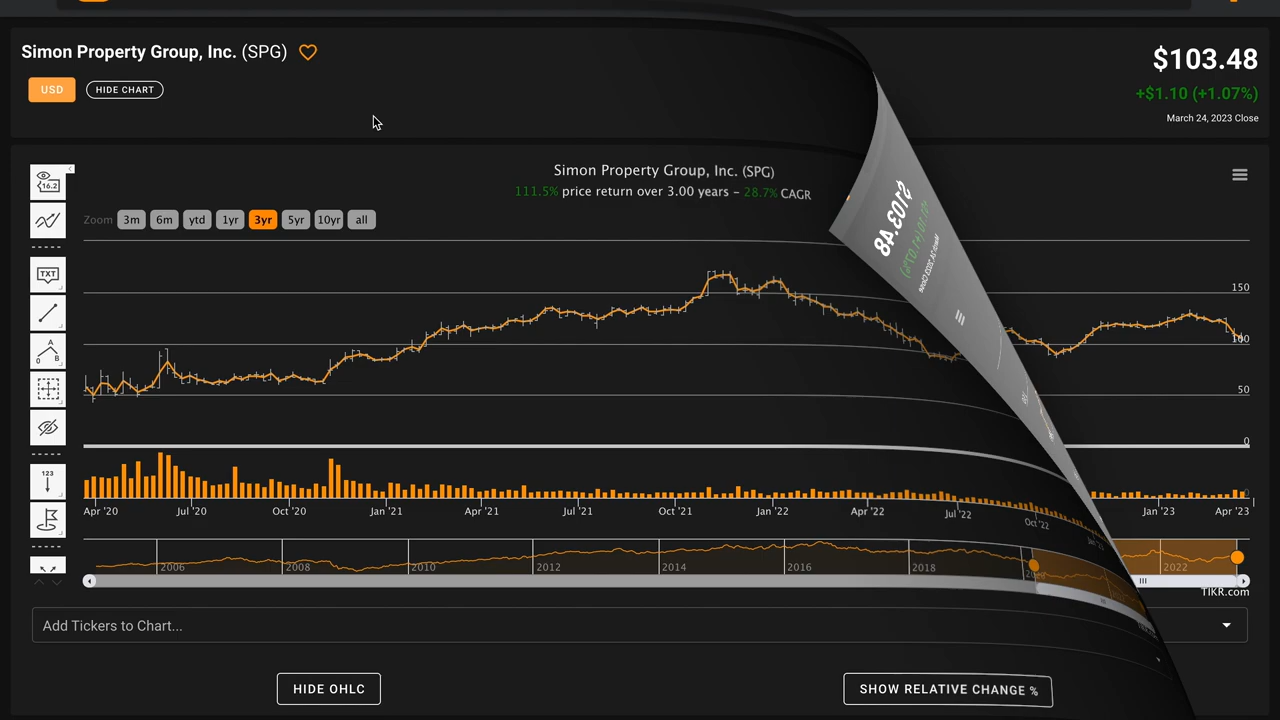 Simon Property Group, Inc. (SPG)
$103.48
USD
HIDE CHART
+$1.10 (+1.07%)
March 24, 2023 Close
Simon Property Group, Inc. (SPG)
111.5% price return over 3.00 years – 28.7% CAGR
16.2
Zoom 3m 6m ytd 1yr 3yr 5yr 10yr all
$103.48
TXT
150
A
0 B
100
50
0
123
0
Apr '20 Jul '20 Oct '20 Jan '21 Apr '21 Jul '21 Oct '21 Jan '22 Apr '22 Jul '22 Oct '22 Jan '23 Apr '23
2006 2008 2010 2012 2014 2016 2018 2022
TIKR.com
Add Tickers to Chart...
HIDE OHLC
SHOW RELATIVE CHANGE %